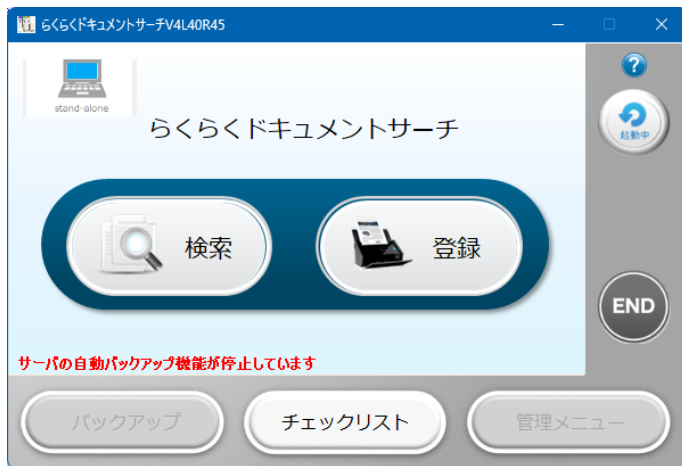 らくらくドキュメントサーチV4L40R45
stand-alone
らくらくドキュメントサーチ
?
起動中
検索
登録
END
サーバの自動バックアップ機能が停止しています
バックアップ
チェックリスト
管理メニュー